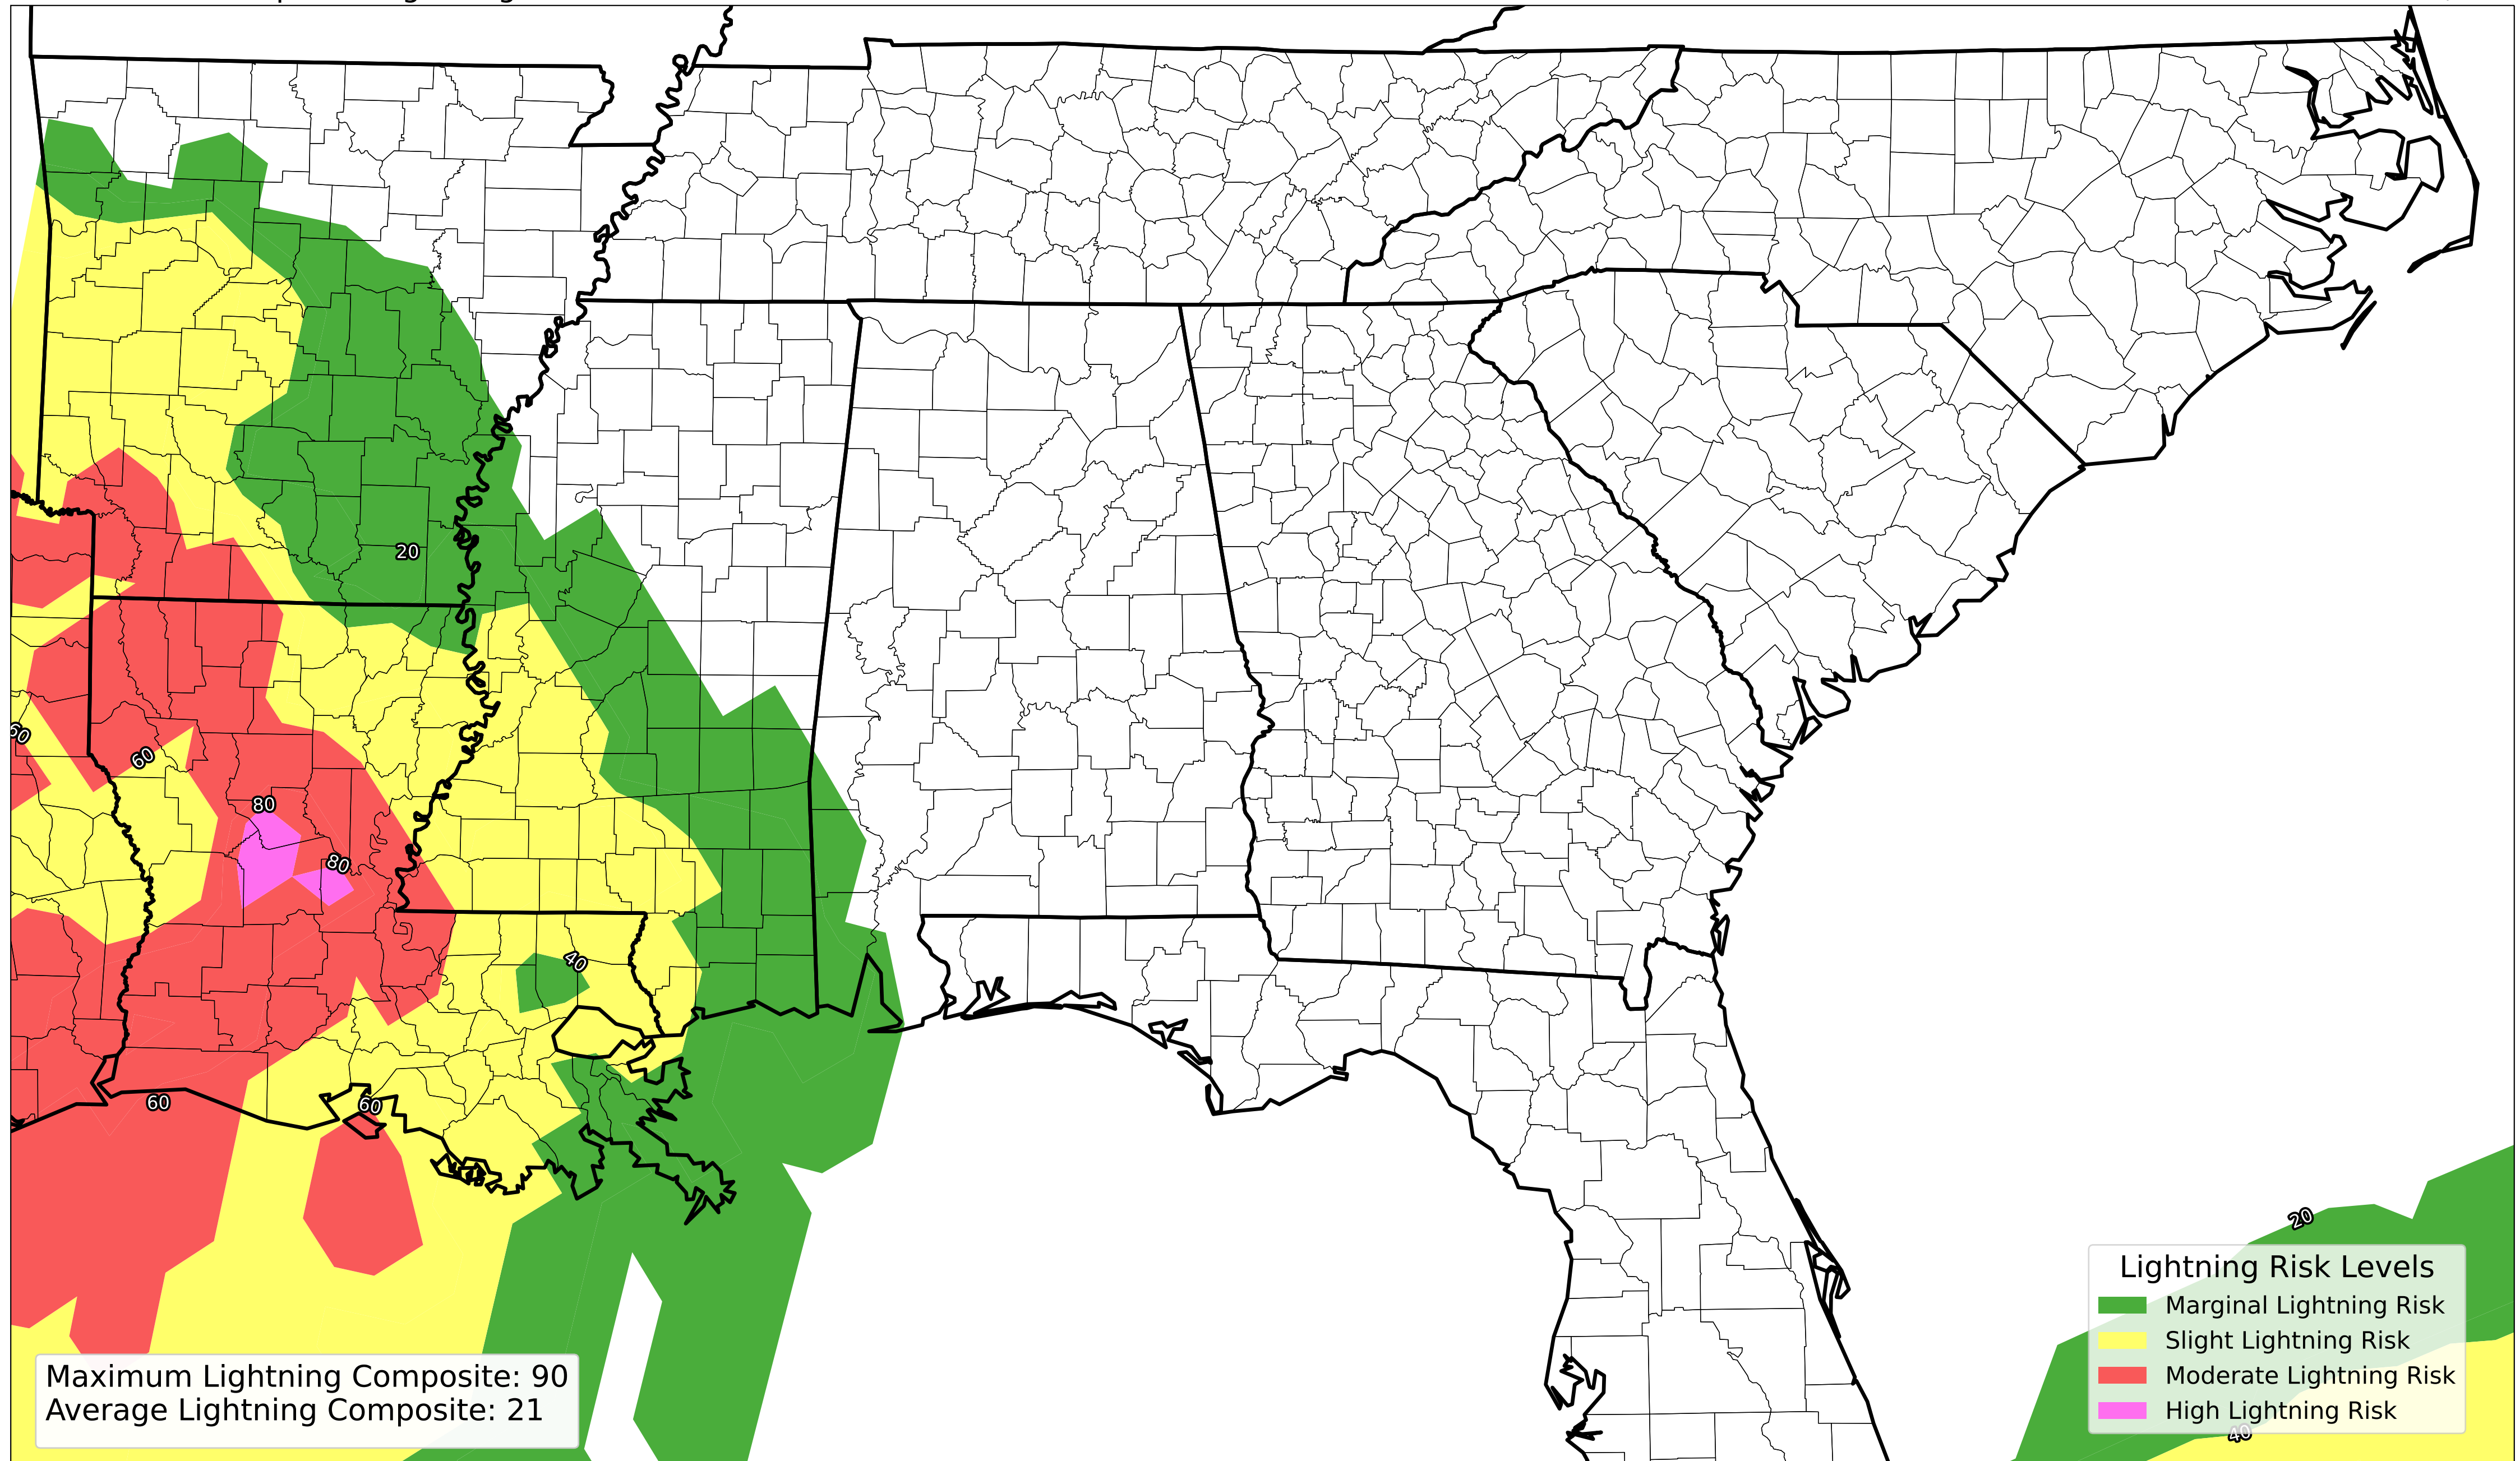 20
60
60
80
80
40
60
60
20
Lightning Risk Levels
Marginal Lightning Risk
Slight Lightning Risk
Moderate Lightning Risk
High Lightning Risk
40
Maximum Lightning Composite: 90
Average Lightning Composite: 21